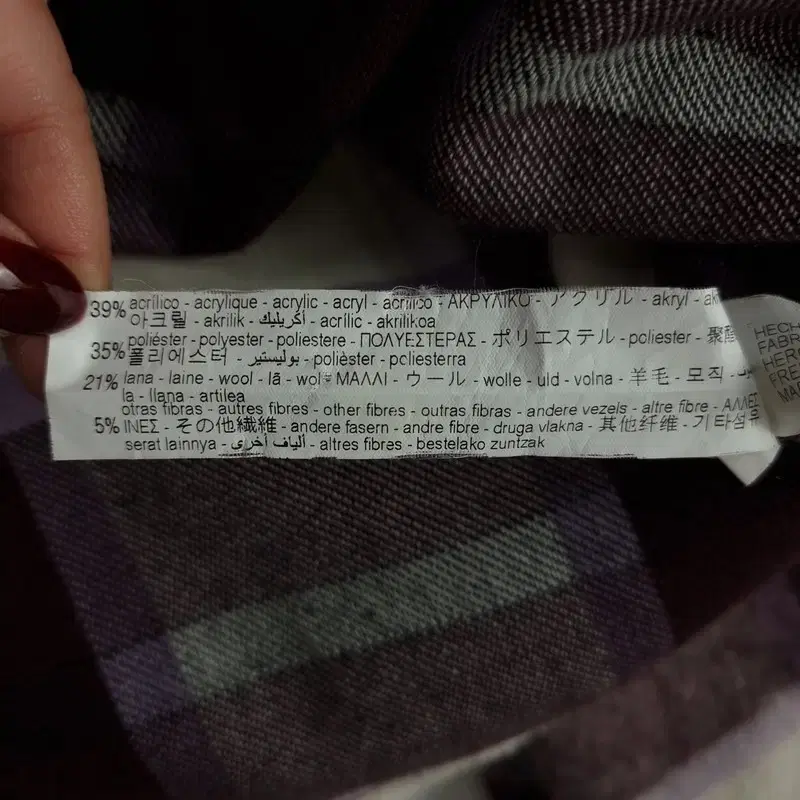 39% acrílico - acrylique - acrylic - acryl - acrilico - ΑΚΡΥΛΙΚΟ - アクリル - akryl -
아크릴 - akrilik - أكريليك - acrílic - akrilikoa
35% poliéster - polyester - poliestere - ΠΟΛΥΕΣΤΕΡΑΣ - ポリエステル - poliester -
폴리에스터 - بوليستير - polièster - poliesterra
21% lana - laine - wool - lã - wol - ΜΑΛΛΙ - ウール - wolle - uld - volna - 羊毛 - 모직 -
la - llana - artilea
otras fibras - autres fibres - other fibres - outras fibras - andere vezels - altre fibre - ΑΛΛΕΣ
5% ΙΝΕΣ - その他繊維 - andere fasern - andre fibre - druga vlakna - 其他纤维 - 기타섬유
serat lainnya - ألياف أخرى - altres fibres - bestelako zuntzak
HECH
FABR